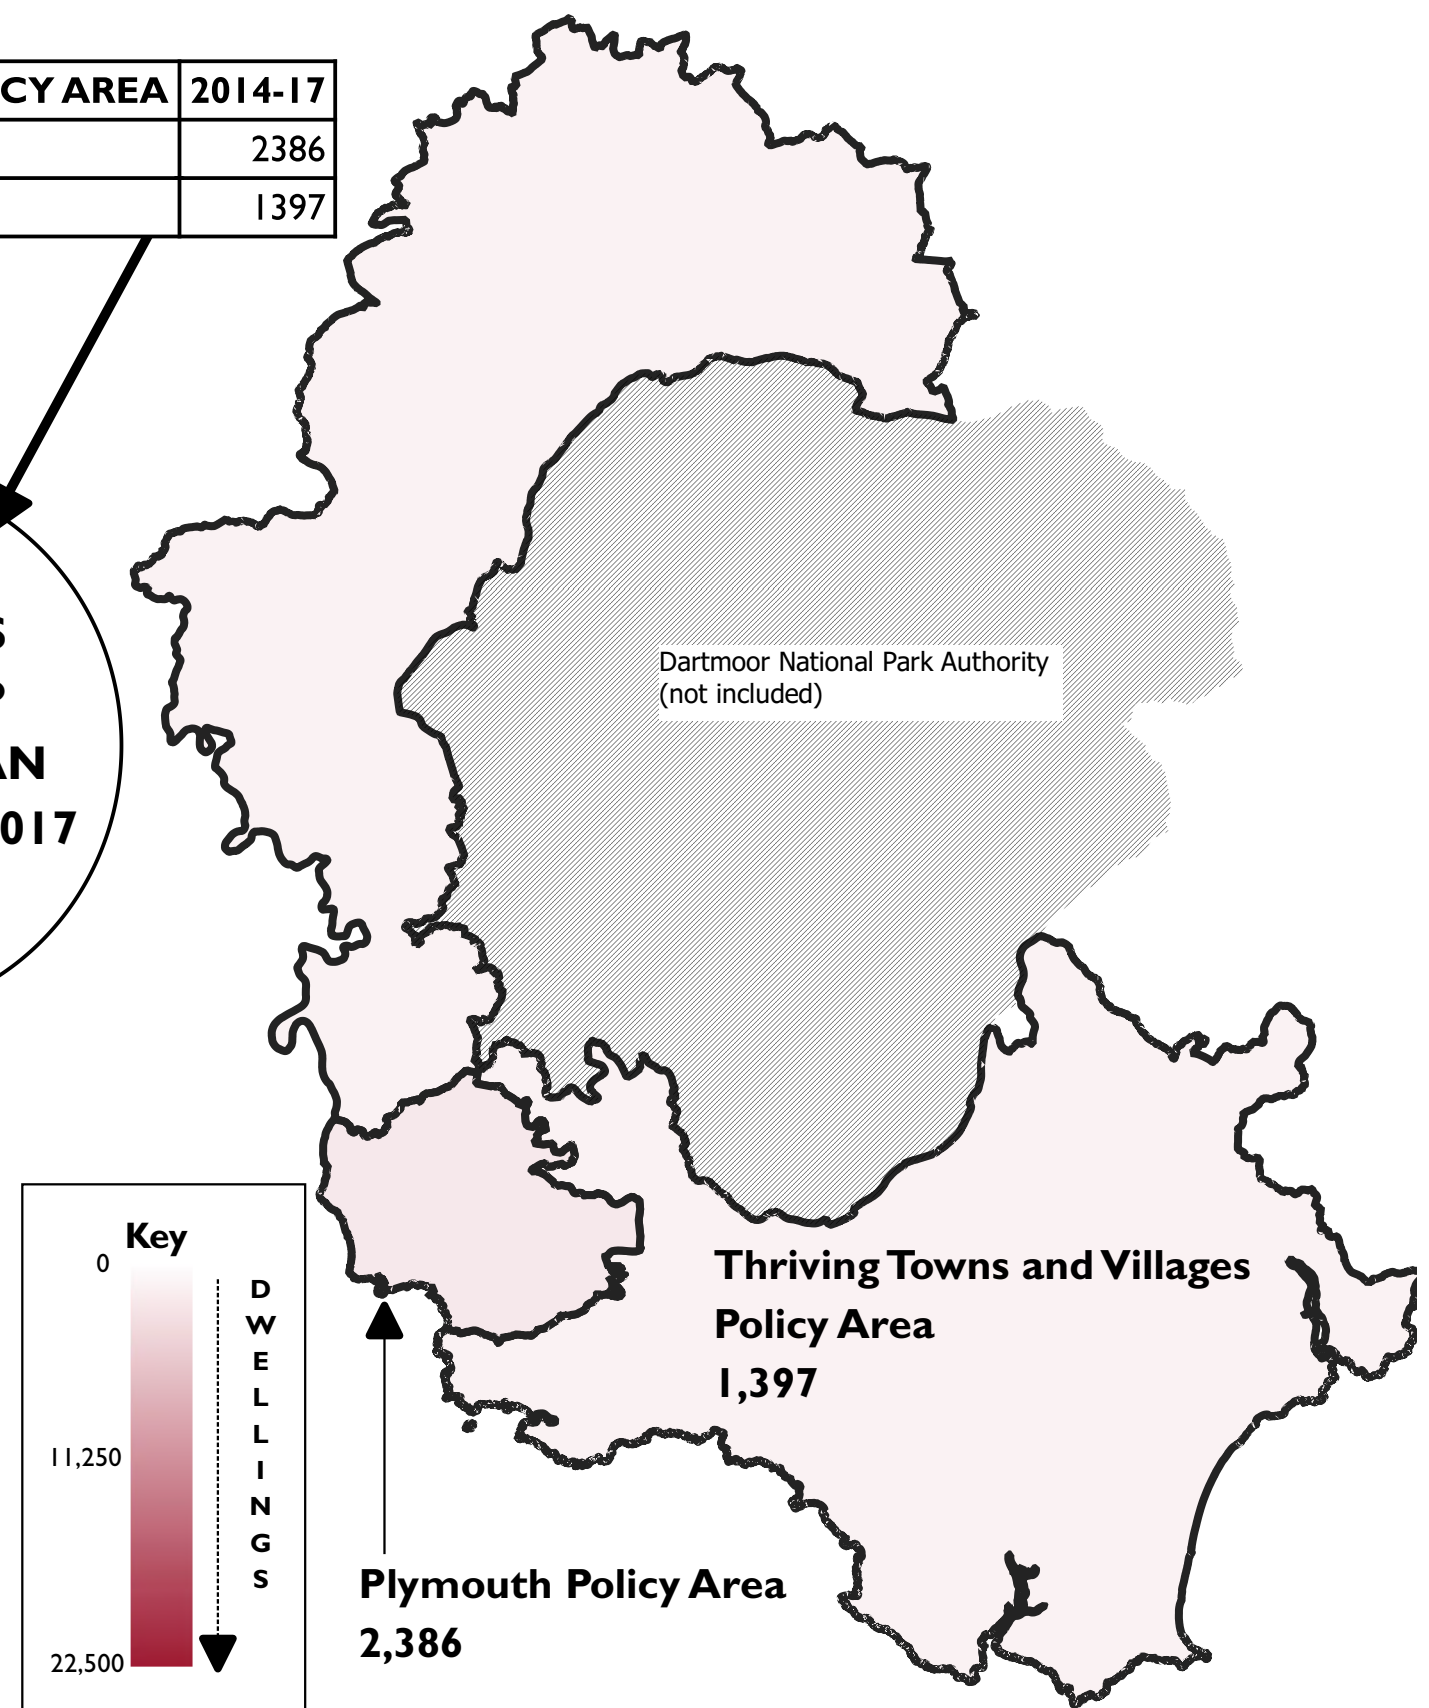 CY AREA 2014-17
2386
1397
AN
017
Dartmoor National Park Authority
(not included)
Thriving Towns and Villages
Policy Area
1,397
Key
0
11,250
22,500
D
W
E
L
L
I
N
G
S
Plymouth Policy Area
2,386